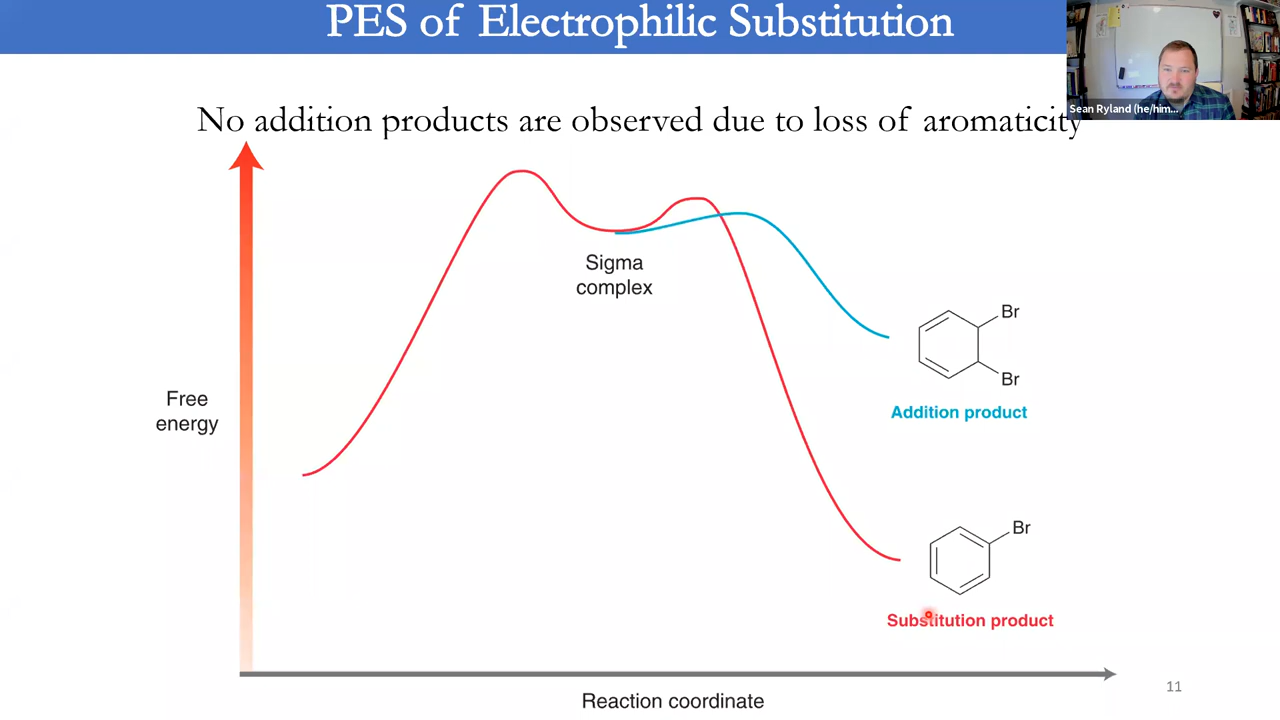 PES of Electrophilic Substitution
Sean Ryland (he/him...
No addition products are observed due to loss of aromaticity
Sigma
complex
Br
Br
Addition product
Free
energy
Br
Substitution product
11
Reaction coordinate